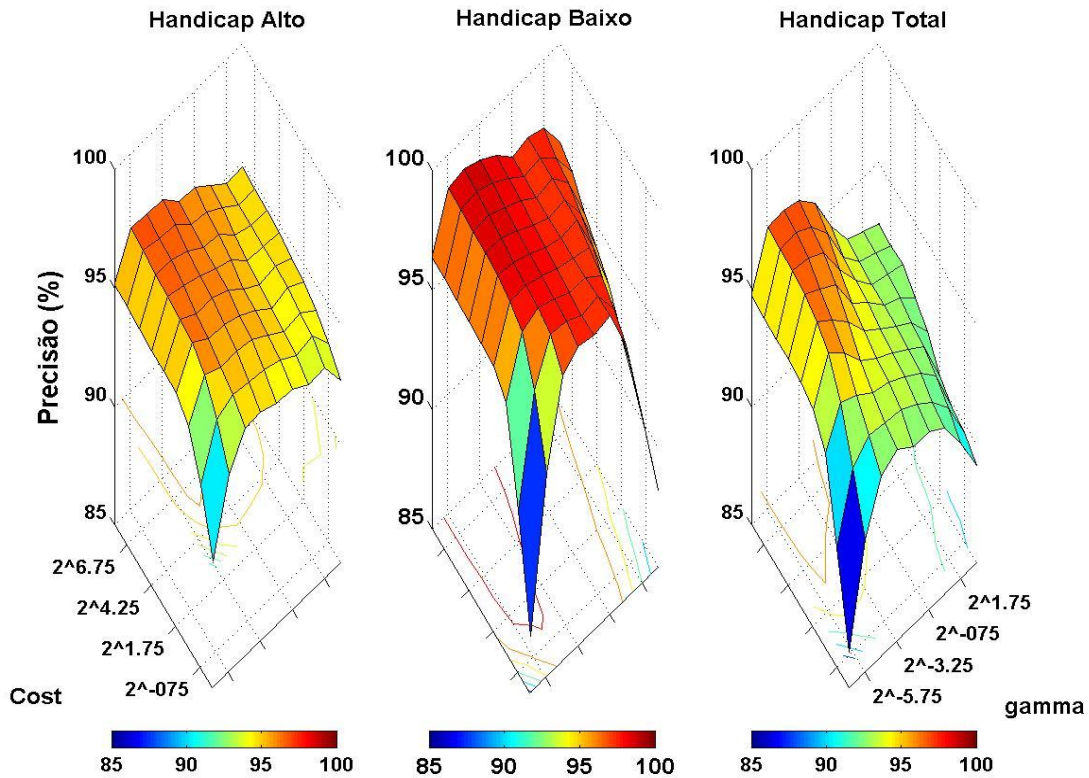 Handicap Alto
Handicap Baixo
Handicap Total
Precisão (%)
100
95
90
85
100
95
90
85
100
95
90
85
2^6.75
2^4.25
2^1.75
2^-075
Cost
2^1.75
2^-075
2^-3.25
2^-5.75
gamma
85 90 95 100
85 90 95 100
85 90 95 100